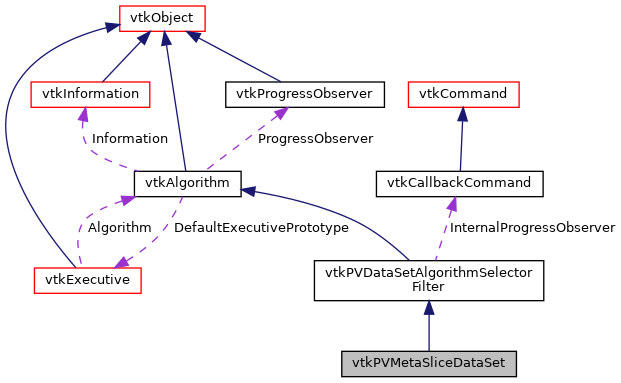 vtkObject
vtkInformation
vtkProgressObserver
vtkCommand
Information
ProgressObserver
vtkAlgorithm
vtkCallbackCommand
Algorithm
DefaultExecutivePrototype
InternalProgressObserver
vtkExecutive
vtkPVDataSetAlgorithmSelector
Filter
vtkPVMetaSliceDataSet